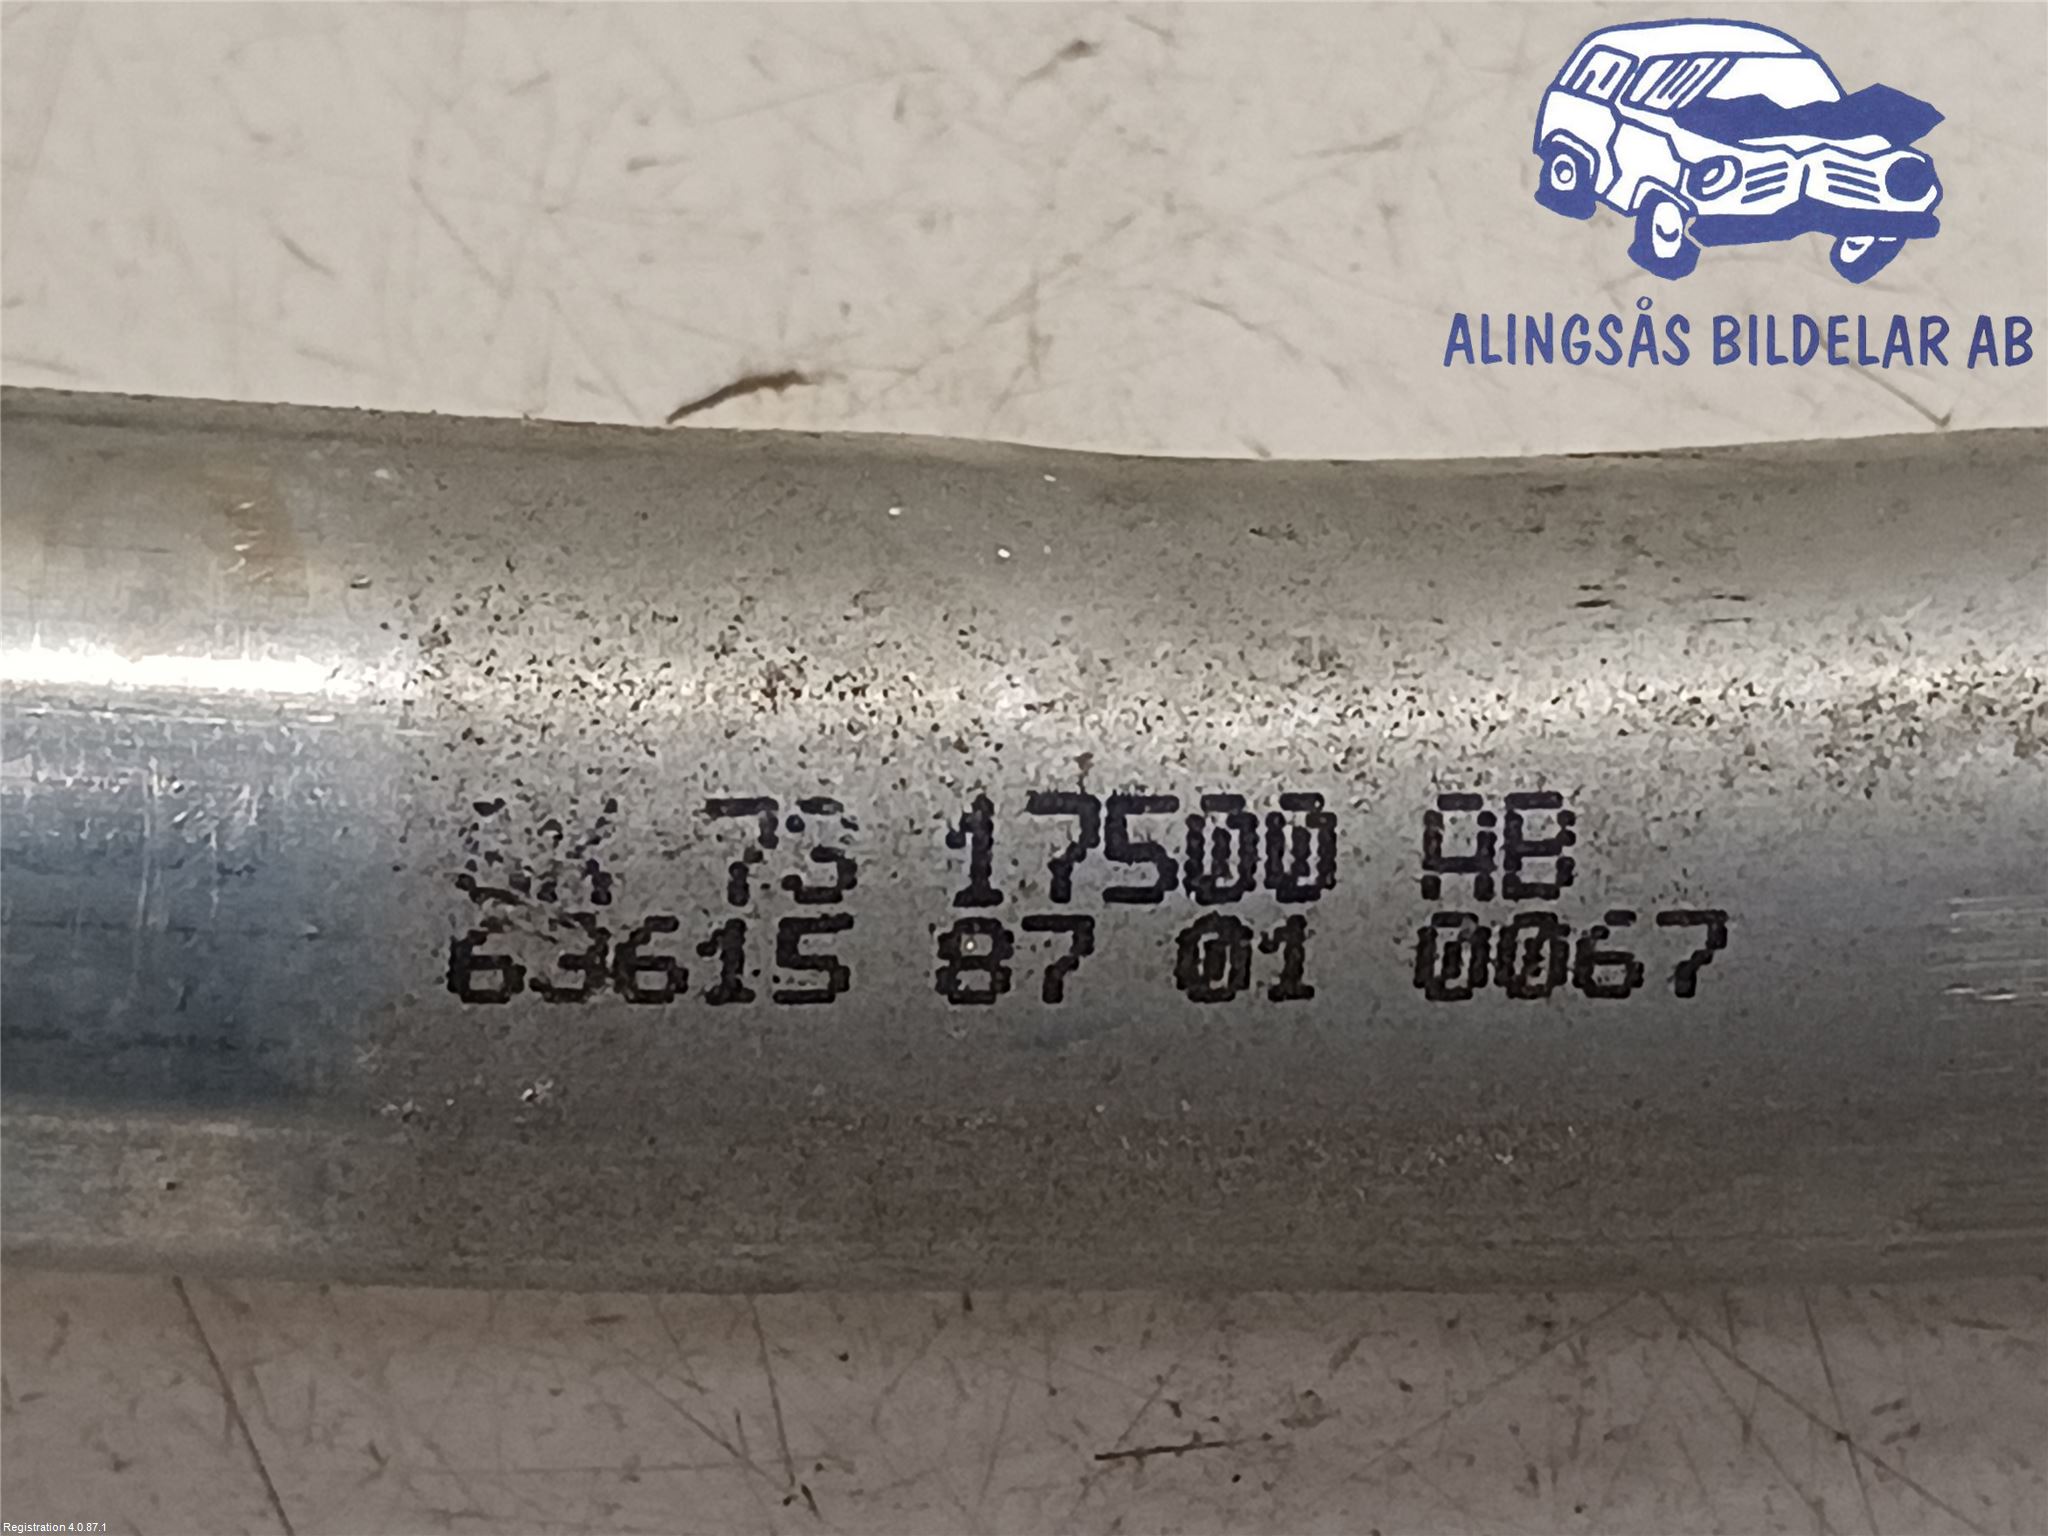 ALINGSÅS BILDELAR AB
73 17500 AB
63615 87 01 0067
Registration 4.0.87.1